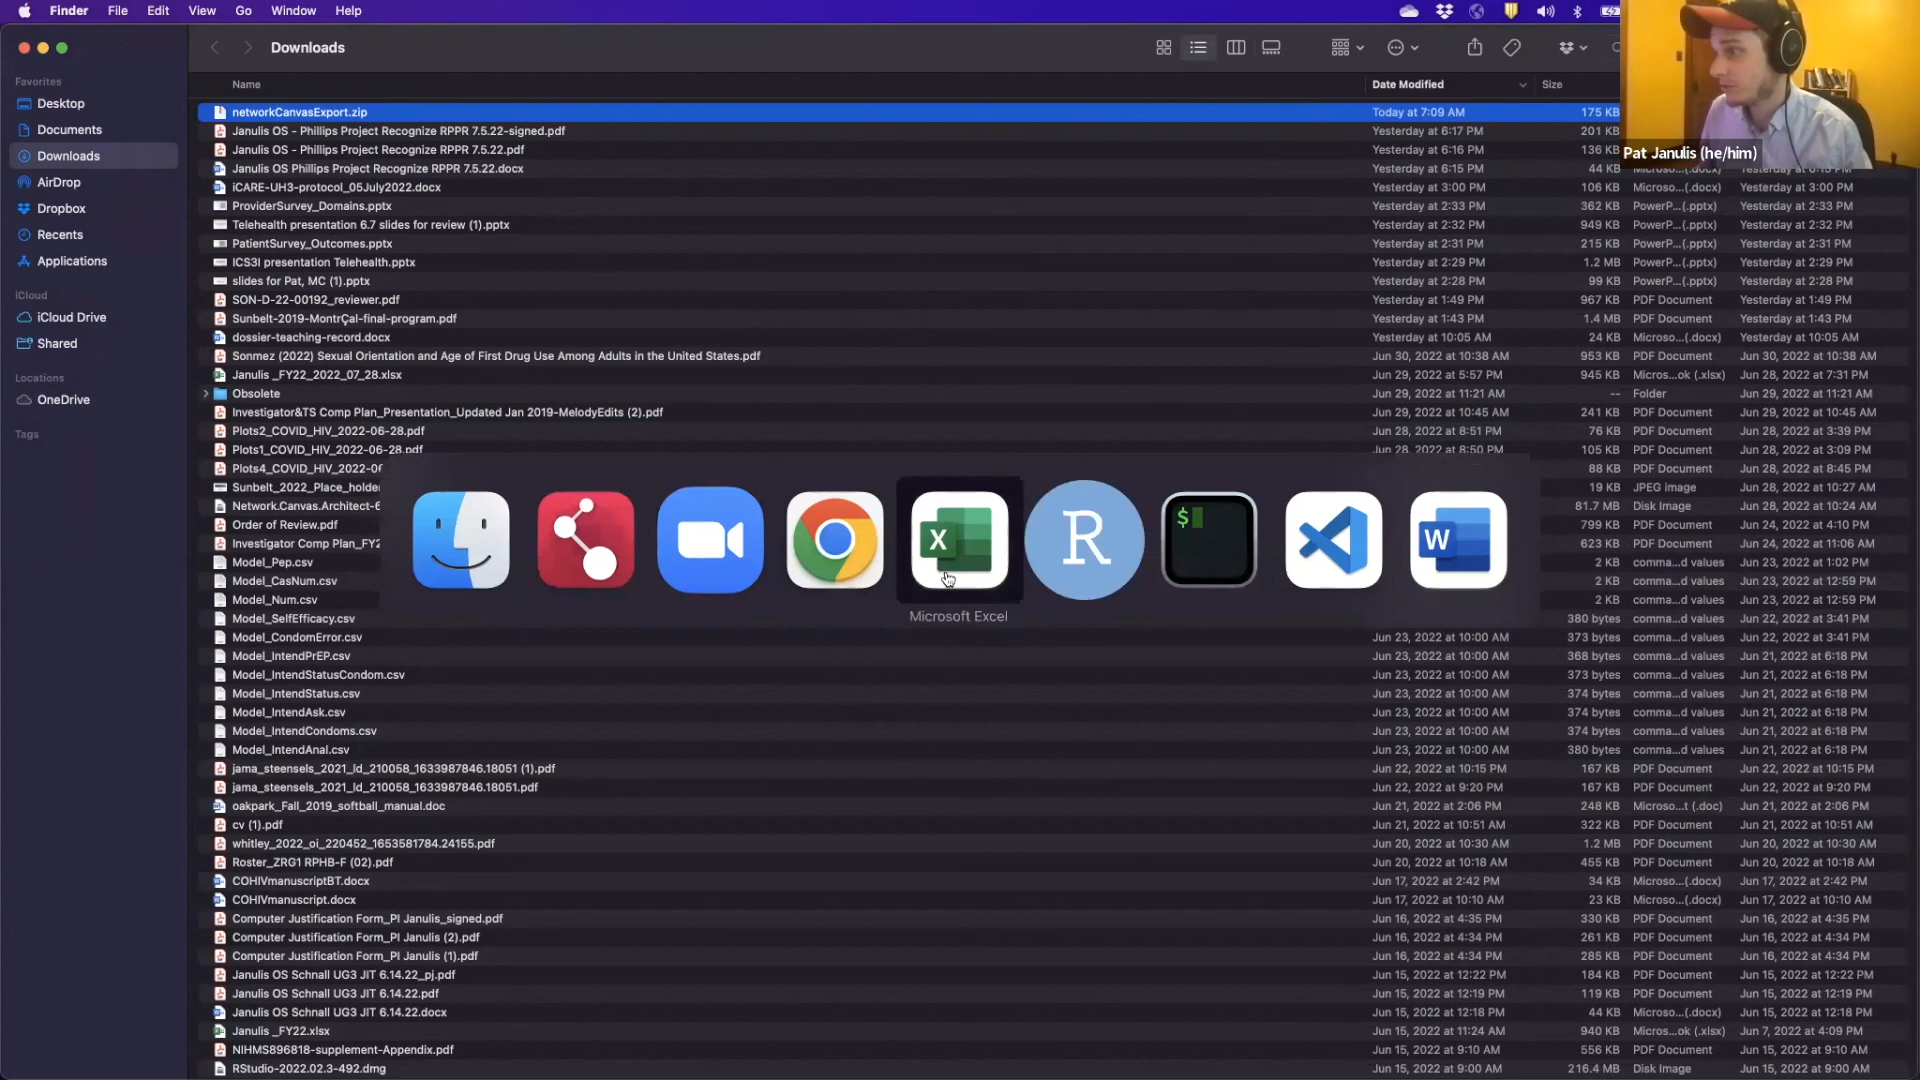 Finder File Edit View Go Window Help
Downloads
Favorites
Desktop
Documents
Downloads
AirDrop
Dropbox
Recents
Applications
iCloud
iCloud Drive
Shared
Locations
OneDrive
Tags
Name Date Modified Size
networkCanvasExport.zip Today at 7:09 AM 175 KB
Janulis OS - Phillips Project Recognize RPPR 7.5.22-signed.pdf Yesterday at 6:17 PM 201 KB
Janulis OS - Phillips Project Recognize RPPR 7.5.22.pdf Yesterday at 6:16 PM 136 KB
Pat Janulis (he/him)
Janulis OS Phillips Project Recognize RPPR 7.5.22.docx Yesterday at 6:15 PM 44 KB Microso...(.docx) Yesterday at 6:15 PM
iCARE-UH3-protocol_05July2022.docx Yesterday at 3:00 PM 106 KB Microso...(.docx) Yesterday at 3:00 PM
ProviderSurvey_Domains.pptx Yesterday at 2:33 PM 362 KB PowerP...(.pptx) Yesterday at 2:33 PM
Telehealth presentation 6.7 slides for review (1).pptx Yesterday at 2:32 PM 949 KB PowerP...(.pptx) Yesterday at 2:32 PM
PatientSurvey_Outcomes.pptx Yesterday at 2:31 PM 215 KB PowerP...(.pptx) Yesterday at 2:31 PM
ICS3I presentation Telehealth.pptx Yesterday at 2:29 PM 1.2 MB PowerP...(.pptx) Yesterday at 2:29 PM
slides for Pat, MC (1).pptx Yesterday at 2:28 PM 99 KB PowerP...(.pptx) Yesterday at 2:28 PM
SON-D-22-00192_reviewer.pdf Yesterday at 1:49 PM 967 KB PDF Document Yesterday at 1:49 PM
Sunbelt-2019-MontrÇal-final-program.pdf Yesterday at 1:43 PM 1.4 MB PDF Document Yesterday at 1:43 PM
dossier-teaching-record.docx Yesterday at 10:05 AM 24 KB Microso...(.docx) Yesterday at 10:05 AM
Sonmez (2022) Sexual Orientation and Age of First Drug Use Among Adults in the United States.pdf Jun 30, 2022 at 10:38 AM 953 KB PDF Document Jun 30, 2022 at 10:38 AM
Janulis _FY22_2022_07_28.xlsx Jun 29, 2022 at 5:57 PM 945 KB Micros...ok (.xlsx) Jun 28, 2022 at 7:31 PM
Obsolete Jun 29, 2022 at 11:21 AM -- Folder Jun 29, 2022 at 11:21 AM
Investigator&TS Comp Plan_Presentation_Updated Jan 2019-MelodyEdits (2).pdf Jun 29, 2022 at 10:45 AM 241 KB PDF Document Jun 29, 2022 at 10:45 AM
Plots2_COVID_HIV_2022-06-28.pdf Jun 28, 2022 at 8:51 PM 76 KB PDF Document Jun 28, 2022 at 3:39 PM
Plots1_COVID_HIV_2022-06-28.pdf Jun 28, 2022 at 8:50 PM 105 KB PDF Document Jun 28, 2022 at 3:09 PM
Plots4_COVID_HIV_2022-06 88 KB PDF Document Jun 28, 2022 at 8:45 PM
Sunbelt_2022_Place_holde 19 KB JPEG image Jun 28, 2022 at 10:27 AM
Network.Canvas.Architect-6 81.7 MB Disk Image Jun 28, 2022 at 10:24 AM
Order of Review.pdf 799 KB PDF Document Jun 24, 2022 at 4:10 PM
Investigator Comp Plan_FY2 623 KB PDF Document Jun 24, 2022 at 11:06 AM
Model_Pep.csv 2 KB comma...d values Jun 23, 2022 at 1:02 PM
Model_CasNum.csv 2 KB comma...d values Jun 23, 2022 at 12:59 PM
Model_Num.csv 2 KB comma...d values Jun 23, 2022 at 12:59 PM
X R $ W
Microsoft Excel
Model_SelfEfficacy.csv 380 bytes comma...d values Jun 22, 2022 at 3:41 PM
Model_CondomError.csv Jun 23, 2022 at 10:00 AM 373 bytes comma...d values Jun 22, 2022 at 3:41 PM
Model_IntendPrEP.csv Jun 23, 2022 at 10:00 AM 368 bytes comma...d values Jun 21, 2022 at 6:18 PM
Model_IntendStatusCondom.csv Jun 23, 2022 at 10:00 AM 373 bytes comma...d values Jun 21, 2022 at 6:18 PM
Model_IntendStatus.csv Jun 23, 2022 at 10:00 AM 374 bytes comma...d values Jun 21, 2022 at 6:18 PM
Model_IntendAsk.csv Jun 23, 2022 at 10:00 AM 374 bytes comma...d values Jun 21, 2022 at 6:18 PM
Model_IntendCondoms.csv Jun 23, 2022 at 10:00 AM 374 bytes comma...d values Jun 21, 2022 at 6:18 PM
Model_IntendAnal.csv Jun 23, 2022 at 10:00 AM 380 bytes comma...d values Jun 21, 2022 at 6:18 PM
jama_steensels_2021_ld_210058_1633987846.18051 (1).pdf Jun 22, 2022 at 10:15 PM 167 KB PDF Document Jun 22, 2022 at 10:15 PM
jama_steensels_2021_ld_210058_1633987846.18051.pdf Jun 22, 2022 at 9:20 PM 167 KB PDF Document Jun 22, 2022 at 9:20 PM
oakpark_Fall_2019_softball_manual.doc Jun 21, 2022 at 2:06 PM 248 KB Microso...t (.doc) Jun 21, 2022 at 2:06 PM
cv (1).pdf Jun 21, 2022 at 10:51 AM 322 KB PDF Document Jun 21, 2022 at 10:51 AM
whitley_2022_oi_220452_1653581784.24155.pdf Jun 20, 2022 at 10:30 AM 1.2 MB PDF Document Jun 20, 2022 at 10:30 AM
Roster_ZRG1 RPHB-F (02).pdf Jun 20, 2022 at 10:18 AM 455 KB PDF Document Jun 20, 2022 at 10:18 AM
COHIVmanuscriptBT.docx Jun 17, 2022 at 2:42 PM 34 KB Microso...(.docx) Jun 17, 2022 at 2:42 PM
COHIVmanuscript.docx Jun 17, 2022 at 10:10 AM 23 KB Microso...(.docx) Jun 17, 2022 at 10:10 AM
Computer Justification Form_PI Janulis_signed.pdf Jun 16, 2022 at 4:35 PM 330 KB PDF Document Jun 16, 2022 at 4:35 PM
Computer Justification Form_PI Janulis (2).pdf Jun 16, 2022 at 4:34 PM 261 KB PDF Document Jun 16, 2022 at 4:34 PM
Computer Justification Form_PI Janulis (1).pdf Jun 16, 2022 at 4:34 PM 285 KB PDF Document Jun 16, 2022 at 4:34 PM
Janulis OS Schnall UG3 JIT 6.14.22_pj.pdf Jun 15, 2022 at 12:22 PM 184 KB PDF Document Jun 15, 2022 at 12:22 PM
Janulis OS Schnall UG3 JIT 6.14.22.pdf Jun 15, 2022 at 12:19 PM 119 KB PDF Document Jun 15, 2022 at 12:19 PM
Janulis OS Schnall UG3 JIT 6.14.22.docx Jun 15, 2022 at 12:18 PM 44 KB Microso...(.docx) Jun 15, 2022 at 12:18 PM
Janulis _FY22.xlsx Jun 15, 2022 at 11:24 AM 940 KB Micros...ok (.xlsx) Jun 7, 2022 at 4:09 PM
NIHMS896818-supplement-Appendix.pdf Jun 15, 2022 at 9:10 AM 556 KB PDF Document Jun 15, 2022 at 9:10 AM
RStudio-2022.02.3-492.dmg Jun 15, 2022 at 9:00 AM 216.4 MB Disk Image Jun 15, 2022 at 9:00 AM